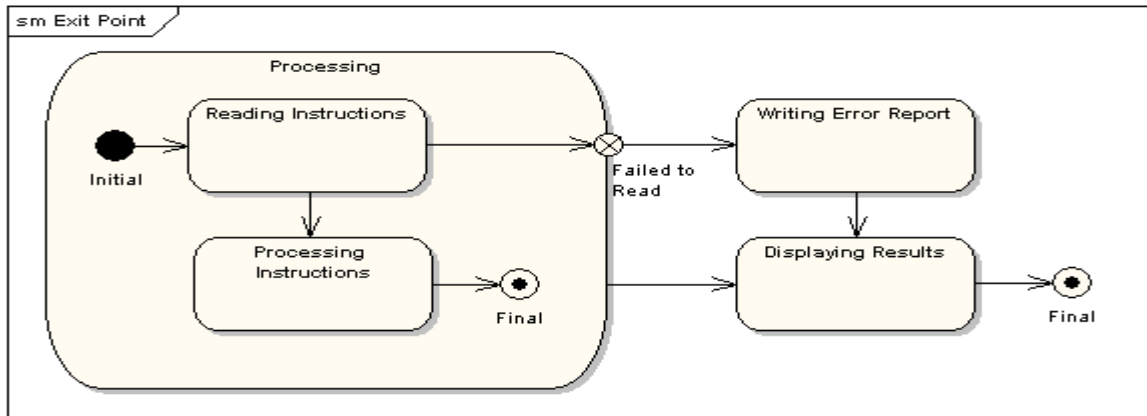 sm Exit Point
Processing
Reading Instructions
Writing Error Report
Initial
Failed to
Read
Processing
Instructions
Displaying Results
Final
Final